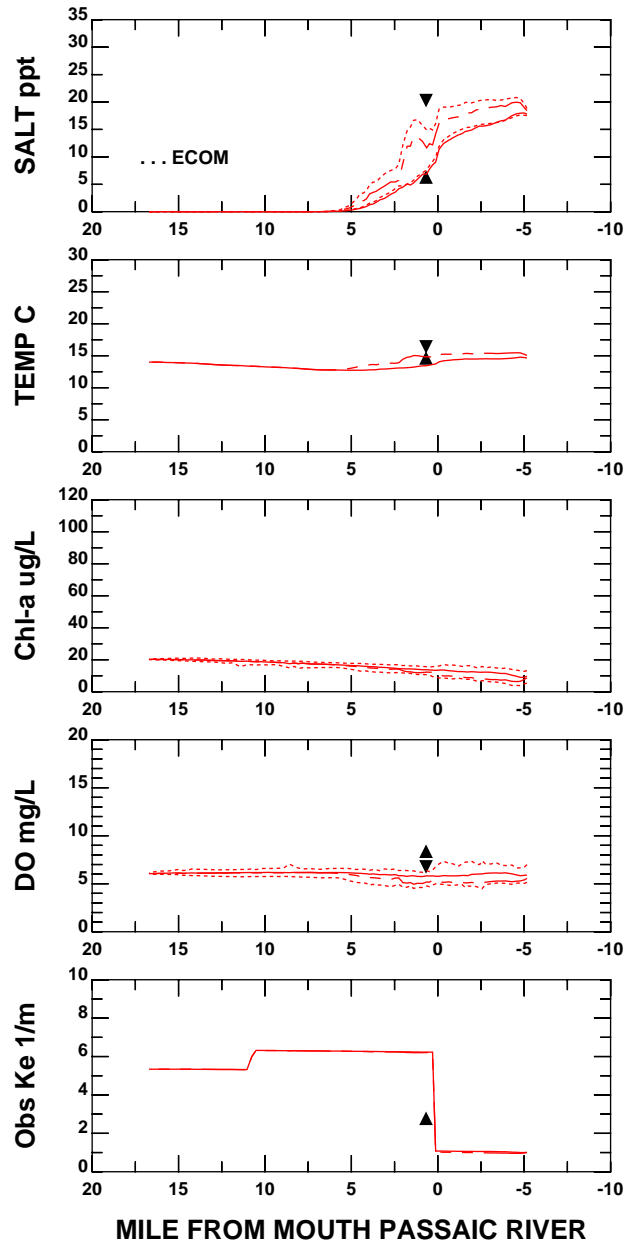 SALT ppt
35
30
25
20
15
10
5
0
. . . ECOM
20 15 10 5 0 -5 -10
TEMP C
30
25
20
15
10
5
0
20 15 10 5 0 -5 -10
Chl-a ug/L
120
100
80
60
40
20
0
20 15 10 5 0 -5 -10
DO mg/L
20
15
10
5
0
20 15 10 5 0 -5 -10
Obs Ke 1/m
10
8
6
4
2
0
20 15 10 5 0 -5 -10
MILE FROM MOUTH PASSAIC RIVER